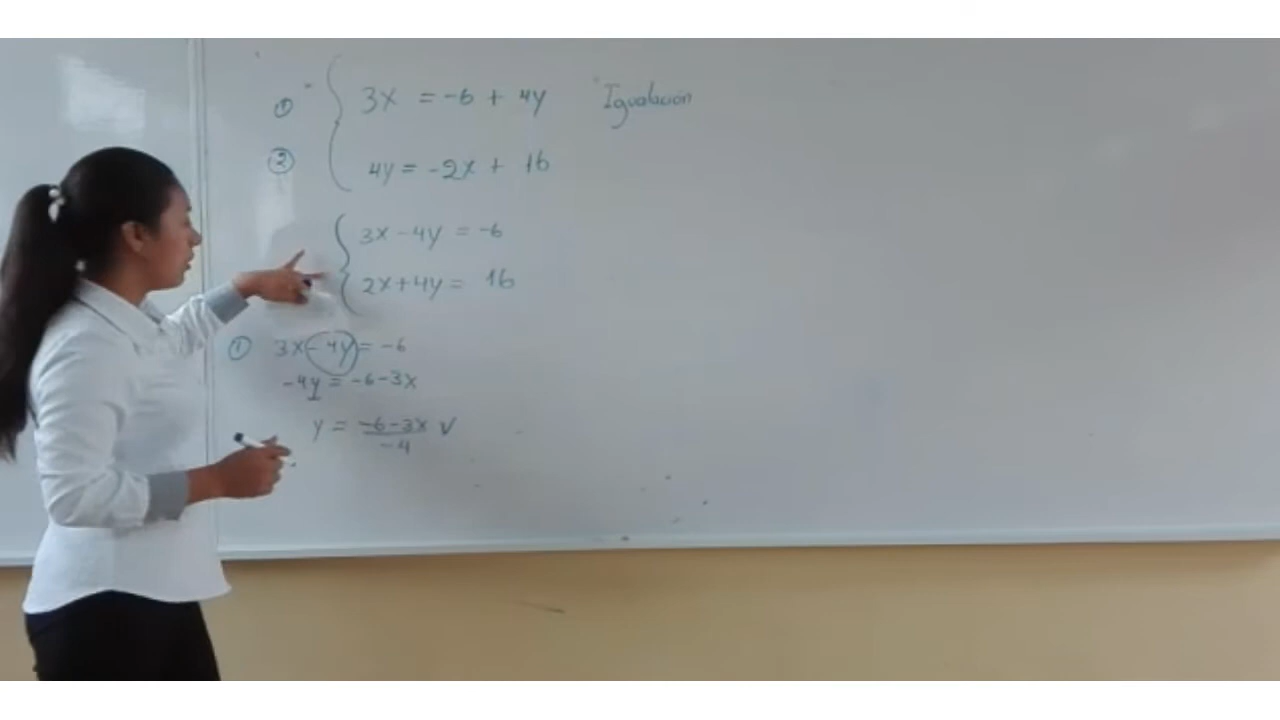 ① 3x = -6 + 4y Igualación
② 4y = -2x + 16
3x - 4y = -6
2x + 4y = 16
① 3x - 4y = -6
-4y = -6 - 3x
y = -6 - 3x / -4 ✓